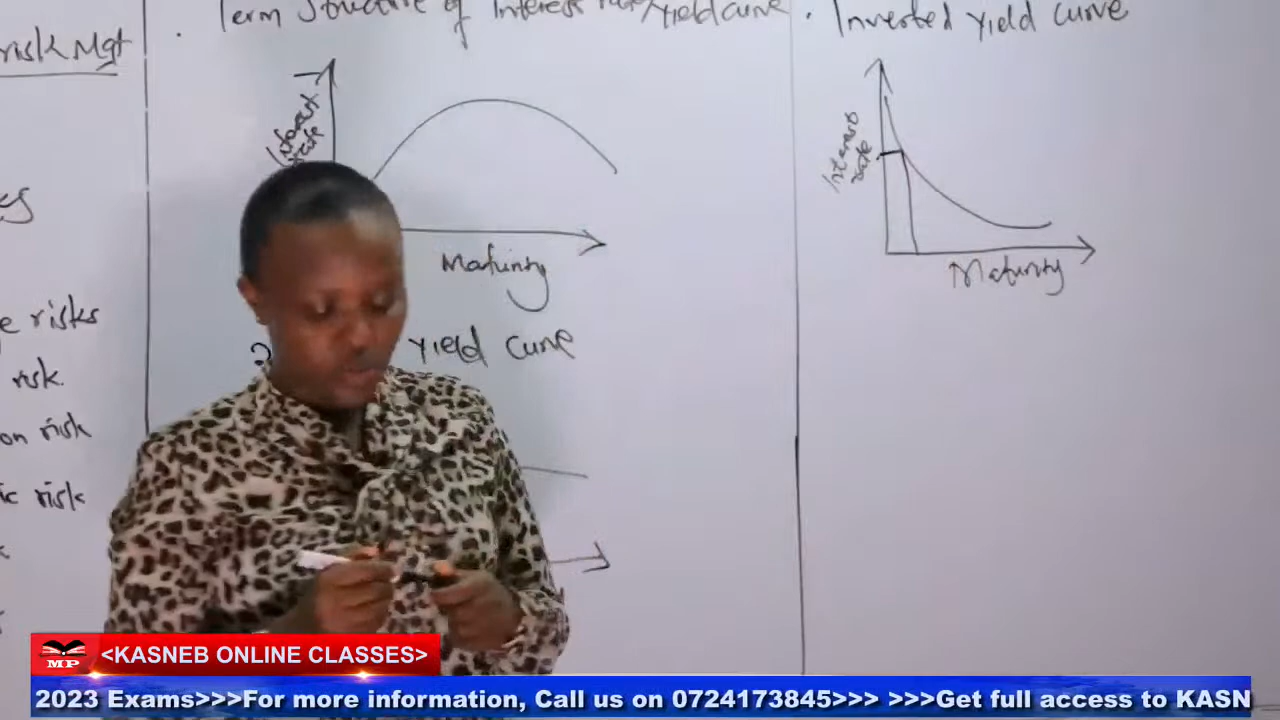 risk Mgt
risks
risk.
on risk
ic risk
Term Structure of Interest rate/yield curve
Interest
rate
Maturity
yield curve
Inverted yield curve
Interest
rate
Maturity
MP
<KASNEB ONLINE CLASSES>
2023 Exams>>>For more information, Call us on 0724173845>>> >>>Get full access to KASN